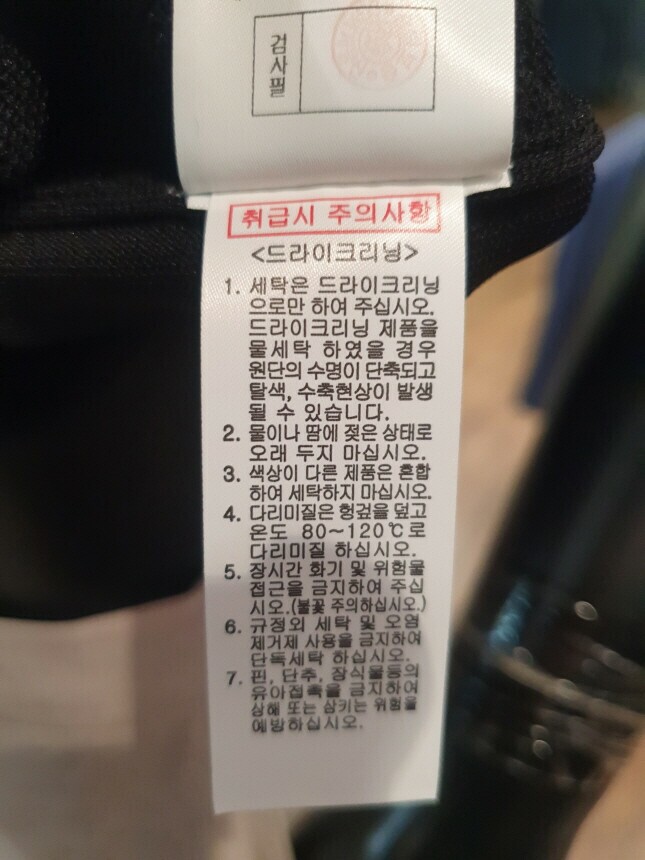 검사필
취급시 주의사항
<드라이크리닝>
1. 세탁은 드라이크리닝
으로만 하여 주십시오.
드라이크리닝 제품을
물세탁 하였을 경우
원단의 수명이 단축되고
탈색, 수축현상이 발생
될 수 있습니다.
2. 물이나 땀에 젖은 상태로
오래 두지 마십시오.
3. 색상이 다른 제품은 혼합
하여 세탁하지 마십시오.
4. 다리미질은 헝겊을 덮고
온도 80~120℃로
다리미질 하십시오.
5. 장시간 화기 및 위험물
접근을 금지하여 주십
시오.(불꽃 주의하십시오.)
6. 규정외 세탁 및 오염
제거제 사용을 금지하여
단독세탁 하십시오.
7. 핀, 단추, 장식물등의
유아접촉을 금지하여
상해 또는 삼키는 위험을
예방하십시오.